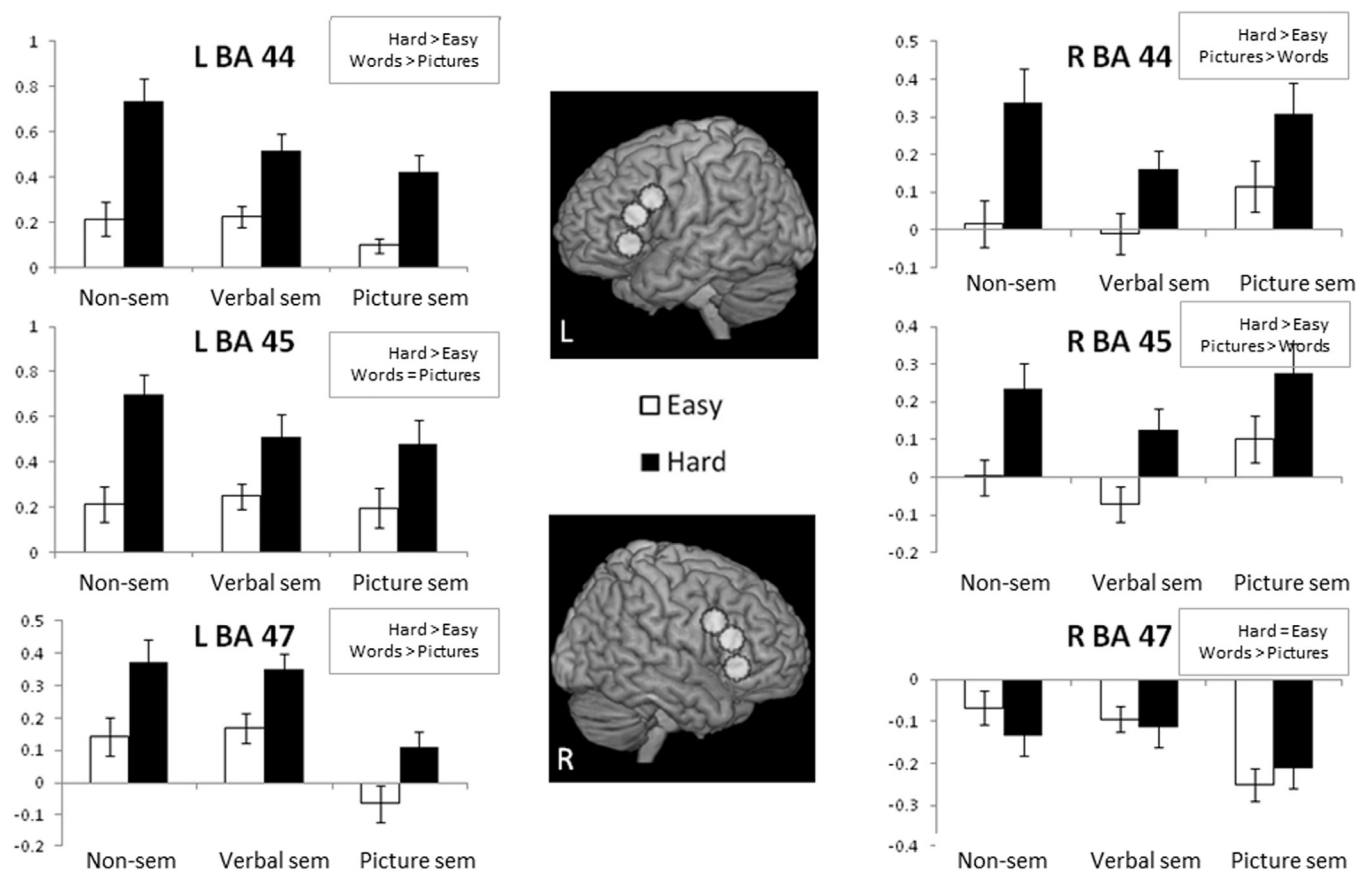 L BA 44
Hard > Easy
Words > Pictures
1
0.8
0.6
0.4
0.2
0
Non-sem Verbal sem Picture sem
L BA 45
Hard > Easy
Words = Pictures
1
0.8
0.6
0.4
0.2
0
Non-sem Verbal sem Picture sem
L BA 47
Hard > Easy
Words > Pictures
0.5
0.4
0.3
0.2
0.1
0
-0.1
-0.2
Non-sem Verbal sem Picture sem
L
Easy
Hard
R
R BA 44
Hard > Easy
Pictures > Words
0.5
0.4
0.3
0.2
0.1
0
-0.1
Non-sem Verbal sem Picture sem
R BA 45
Hard > Easy
Pictures > Words
0.4
0.3
0.2
0.1
0
-0.1
-0.2
Non-sem Verbal sem Picture sem
R BA 47
Hard = Easy
Words > Pictures
0
-0.1
-0.2
-0.3
-0.4
Non-sem Verbal sem Picture sem